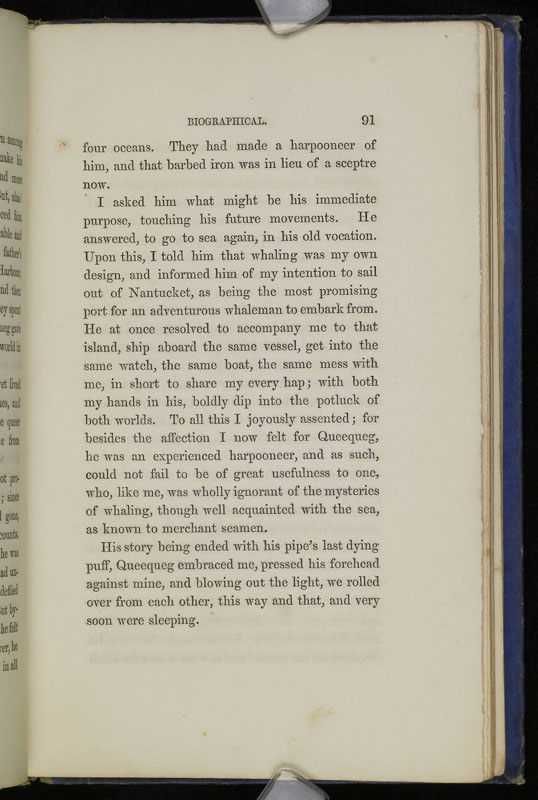 BIOGRAPHICAL. 91
four oceans. They had made a harpooneer of
him, and that barbed iron was in lieu of a sceptre
now.
I asked him what might be his immediate
purpose, touching his future movements. He
answered, to go to sea again, in his old vocation.
Upon this, I told him that whaling was my own
design, and informed him of my intention to sail
out of Nantucket, as being the most promising
port for an adventurous whaleman to embark from.
He at once resolved to accompany me to that
island, ship aboard the same vessel, get into the
same watch, the same boat, the same mess with
me, in short to share my every hap; with both
my hands in his, boldly dip into the potluck of
both worlds. To all this I joyously assented; for
besides the affection I now felt for Queequeg,
he was an experienced harpooneer, and as such,
could not fail to be of great usefulness to one,
who, like me, was wholly ignorant of the mysteries
of whaling, though well acquainted with the sea,
as known to merchant seamen.
His story being ended with his pipe's last dying
puff, Queequeg embraced me, pressed his forehead
against mine, and blowing out the light, we rolled
over from each other, this way and that, and very
soon were sleeping.